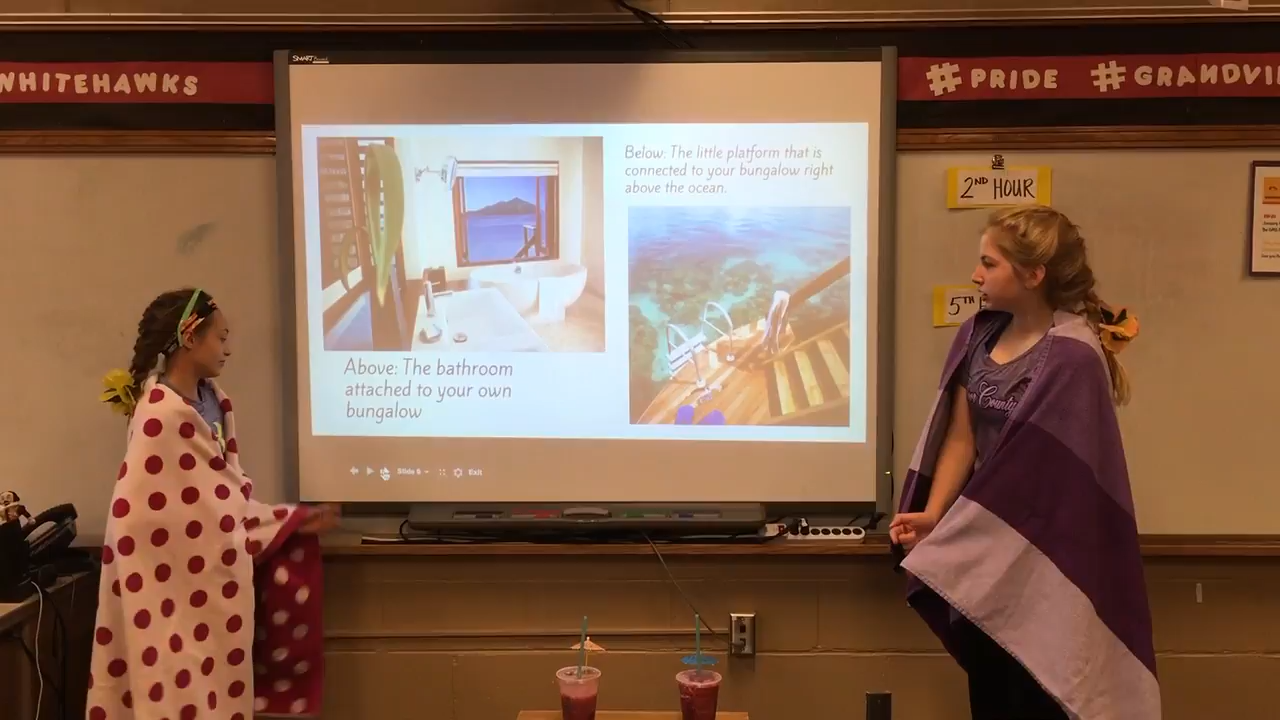 WHITEHAWKS
#PRIDE #GRANDVI
SMART
Below: The little platform that is
connected to your bungalow right
above the ocean.
Above: The bathroom
attached to your own
bungalow
Slide 6
Exit
2ND HOUR
5TH
County